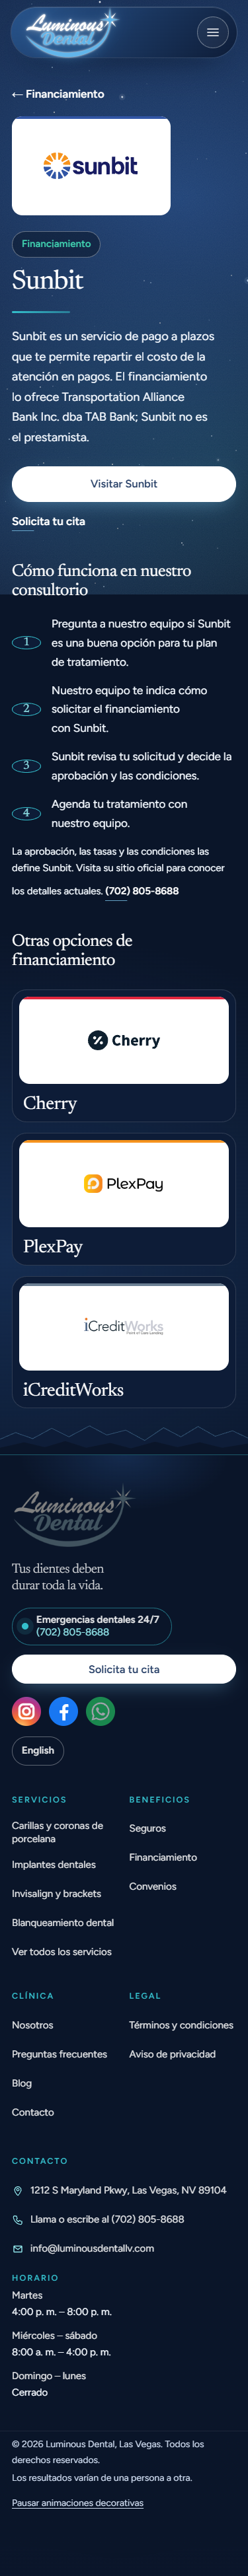 Luminous
Dental
← Financiamiento
sunbit
Financiamiento
Sunbit
Sunbit es un servicio de pago a plazos
que te permite repartir el costo de la
atención en pagos. El financiamiento
lo ofrece Transportation Alliance
Bank Inc. dba TAB Bank; Sunbit no es
el prestamista.
Visitar Sunbit
Solicita tu cita
Cómo funciona en nuestro
consultorio
1
Pregunta a nuestro equipo si Sunbit
es una buena opción para tu plan
de tratamiento.
2
Nuestro equipo te indica cómo
solicitar el financiamiento
con Sunbit.
3
Sunbit revisa tu solicitud y decide la
aprobación y las condiciones.
4
Agenda tu tratamiento con
nuestro equipo.
La aprobación, las tasas y las condiciones las
define Sunbit. Visita su sitio oficial para conocer
los detalles actuales. (702) 805-8688
Otras opciones de
financiamiento
Cherry
Cherry
PlexPay
PlexPay
iCreditWorks
iCreditWorks
Luminous
Dental
Tus dientes deben
durar toda la vida.
Emergencias dentales 24/7
(702) 805-8688
Solicita tu cita
English
SERVICIOS
Carillas y coronas de
porcelana
Implantes dentales
Invisalign y brackets
Blanqueamiento dental
Ver todos los servicios
BENEFICIOS
Seguros
Financiamiento
Convenios
CLÍNICA
Nosotros
Preguntas frecuentes
Blog
Contacto
LEGAL
Términos y condiciones
Aviso de privacidad
CONTACTO
1212 S Maryland Pkwy, Las Vegas, NV 89104
Llama o escribe al (702) 805-8688
info@luminousdentallv.com
HORARIO
Martes
4:00 p. m. – 8:00 p. m.
Miércoles – sábado
8:00 a. m. – 4:00 p. m.
Domingo – lunes
Cerrado
© 2026 Luminous Dental, Las Vegas. Todos los
derechos reservados.
Los resultados varían de una persona a otra.
Pausar animaciones decorativas